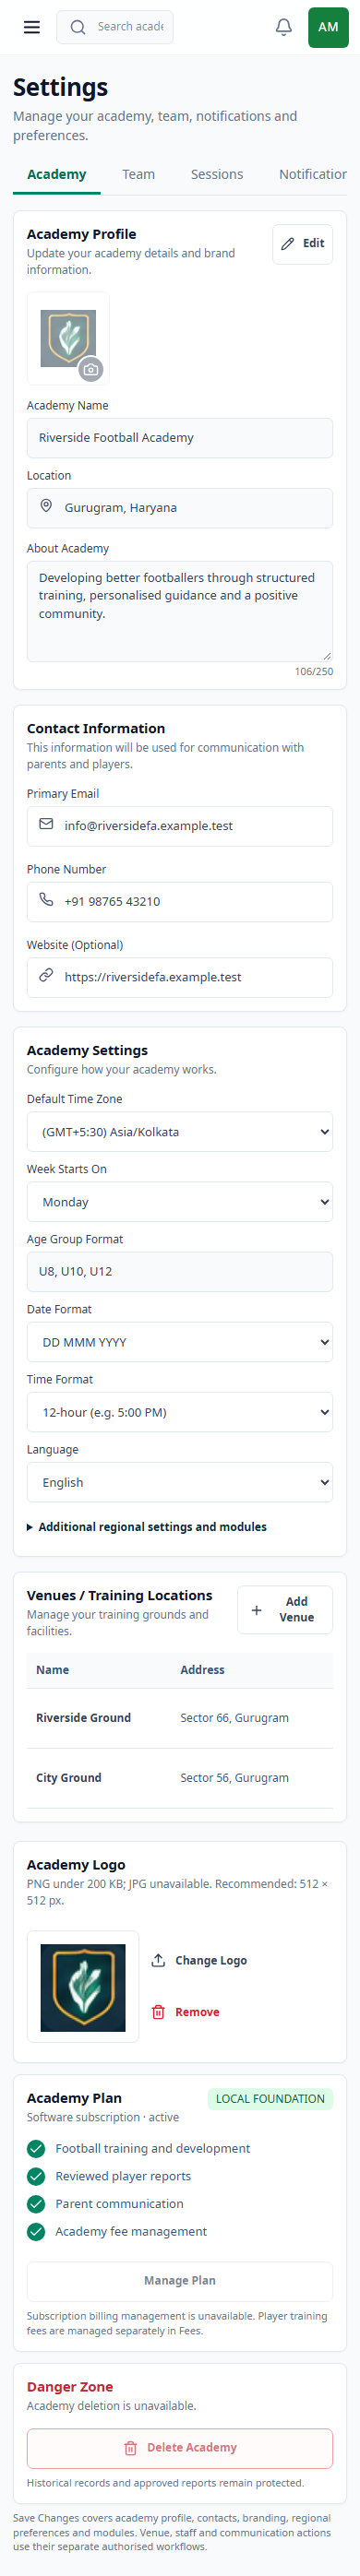 Search acade
AM
Settings
Manage your academy, team, notifications and
preferences.
Academy Team Sessions Notification
Academy Profile
Update your academy details and brand
information.
Edit
Academy Name
Riverside Football Academy
Location
Gurugram, Haryana
About Academy
Developing better footballers through structured
training, personalised guidance and a positive
community.
106/250
Contact Information
This information will be used for communication with
parents and players.
Primary Email
info@riversidefa.example.test
Phone Number
+91 98765 43210
Website (Optional)
https://riversidefa.example.test
Academy Settings
Configure how your academy works.
Default Time Zone
(GMT+5:30) Asia/Kolkata
Week Starts On
Monday
Age Group Format
U8, U10, U12
Date Format
DD MMM YYYY
Time Format
12-hour (e.g. 5:00 PM)
Language
English
Additional regional settings and modules
Venues / Training Locations
Manage your training grounds and
facilities.
Add
Venue
Name Address
Riverside Ground Sector 66, Gurugram
City Ground Sector 56, Gurugram
Academy Logo
PNG under 200 KB; JPG unavailable. Recommended: 512 ×
512 px.
Change Logo
Remove
Academy Plan
LOCAL FOUNDATION
Software subscription · active
Football training and development
Reviewed player reports
Parent communication
Academy fee management
Manage Plan
Subscription billing management is unavailable. Player training
fees are managed separately in Fees.
Danger Zone
Academy deletion is unavailable.
Delete Academy
Historical records and approved reports remain protected.
Save Changes covers academy profile, contacts, branding, regional
preferences and modules. Venue, staff and communication actions
use their separate authorised workflows.